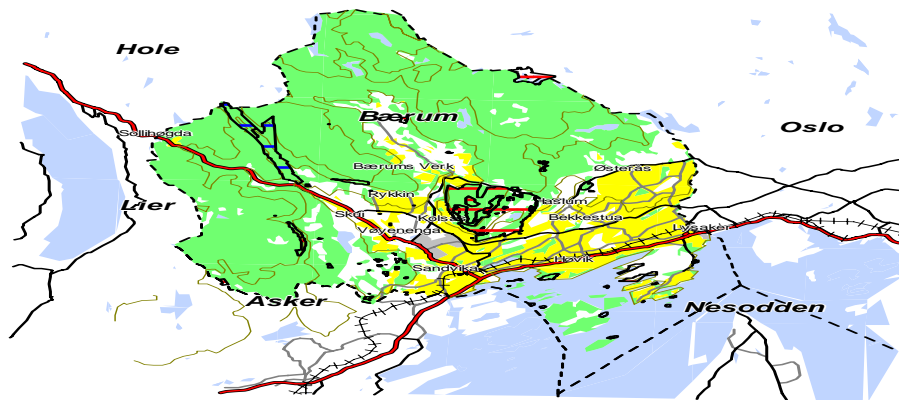 Hole
Bærum
Oslo
Sollihøgda
Bærums Verk
Østerås
Rykkin
Lier
Haslum
Skui
Kolsås
Bekkestua
Vøyenenga
Lysaker
Høvik
Sandvika
Asker
Nesodden